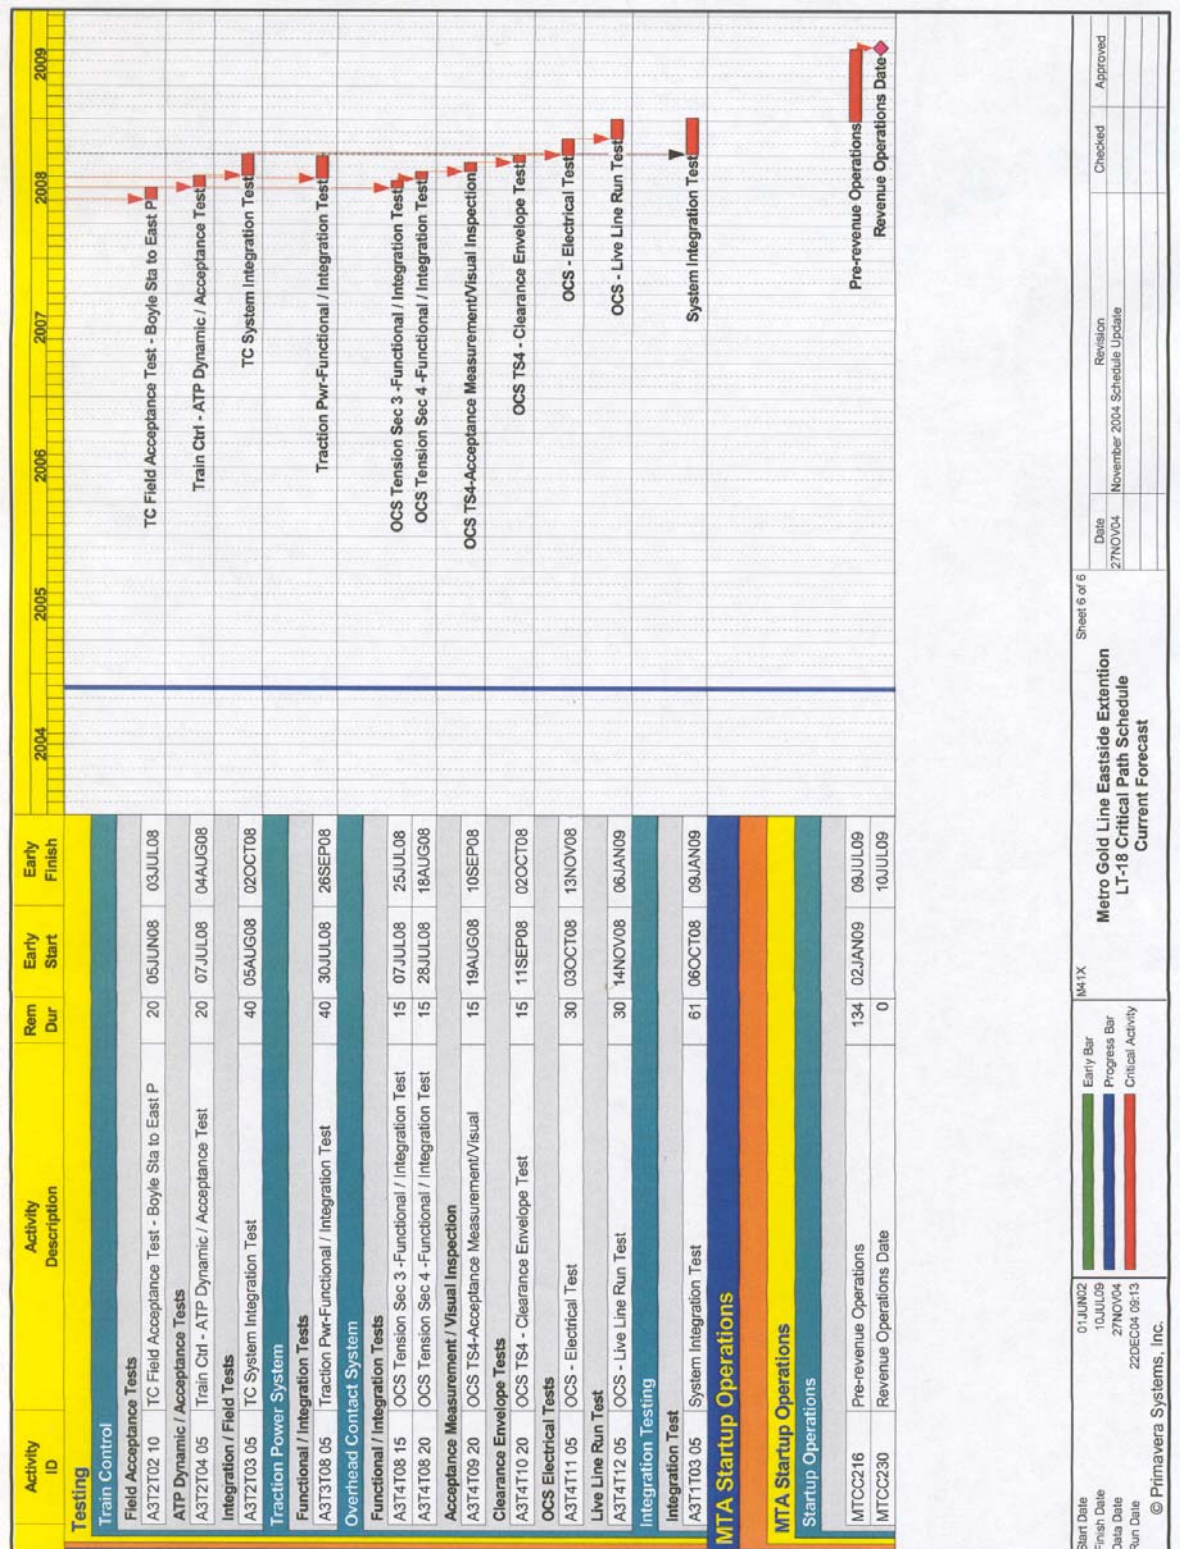 Activity ID Activity Description Rem Dur Early Start Early Finish 2004 2005 2006 2007 2008 2009
Testing
Train Control
Field Acceptance Tests
A3T2T02 10 TC Field Acceptance Test - Boyle Sta to East P 20 05JUN08 03JUL08 TC Field Acceptance Test - Boyle Sta to East P
ATP Dynamic / Acceptance Tests
A3T2T04 05 Train Ctrl - ATP Dynamic / Acceptance Test 20 07JUL08 04AUG08 Train Ctrl - ATP Dynamic / Acceptance Test
Integration / Field Tests
A3T2T03 05 TC System Integration Test 40 05AUG08 02OCT08 TC System Integration Test
Traction Power System
Functional / Integration Tests
A3T3T08 05 Traction Pwr-Functional / Integration Test 40 30JUL08 26SEP08 Traction Pwr-Functional / Integration Test
Overhead Contact System
Functional / Integration Tests
A3T4T08 15 OCS Tension Sec 3 -Functional / Integration Test 15 07JUL08 25JUL08 OCS Tension Sec 3 -Functional / Integration Test
A3T4T08 20 OCS Tension Sec 4 -Functional / Integration Test 15 28JUL08 18AUG08 OCS Tension Sec 4 -Functional / Integration Test
Acceptance Measurement / Visual Inspection
A3T4T09 20 OCS TS4-Acceptance Measurement/Visual 15 19AUG08 10SEP08 OCS TS4-Acceptance Measurement/Visual Inspection
Clearance Envelope Tests
A3T4T10 20 OCS TS4 - Clearance Envelope Test 15 11SEP08 02OCT08 OCS TS4 - Clearance Envelope Test
OCS Electrical Tests
A3T4T11 05 OCS - Electrical Test 30 03OCT08 13NOV08 OCS - Electrical Test
Live Line Run Test
A3T4T12 05 OCS - Live Line Run Test 30 14NOV08 06JAN09 OCS - Live Line Run Test
Integration Testing
Integration Test
A3T1T03 05 System Integration Test 61 06OCT08 09JAN09 System Integration Test
MTA Startup Operations
MTA Startup Operations
Startup Operations
MTCC216 Pre-revenue Operations 134 02JAN09 09JUL09 Pre-revenue Operations
MTCC230 Revenue Operations Date 0 10JUL09 Revenue Operations Date
Start Date 01JUN02
Finish Date 10JUL09
Data Date 27NOV04
Run Date 22DEC04 09:13
© Primavera Systems, Inc.
Early Bar
Progress Bar
Critical Activity
M41X
Sheet 6 of 6
Metro Gold Line Eastside Extention
LT-18 Critical Path Schedule
Current Forecast
Date Revision Checked Approved
27NOV04 November 2004 Schedule Update